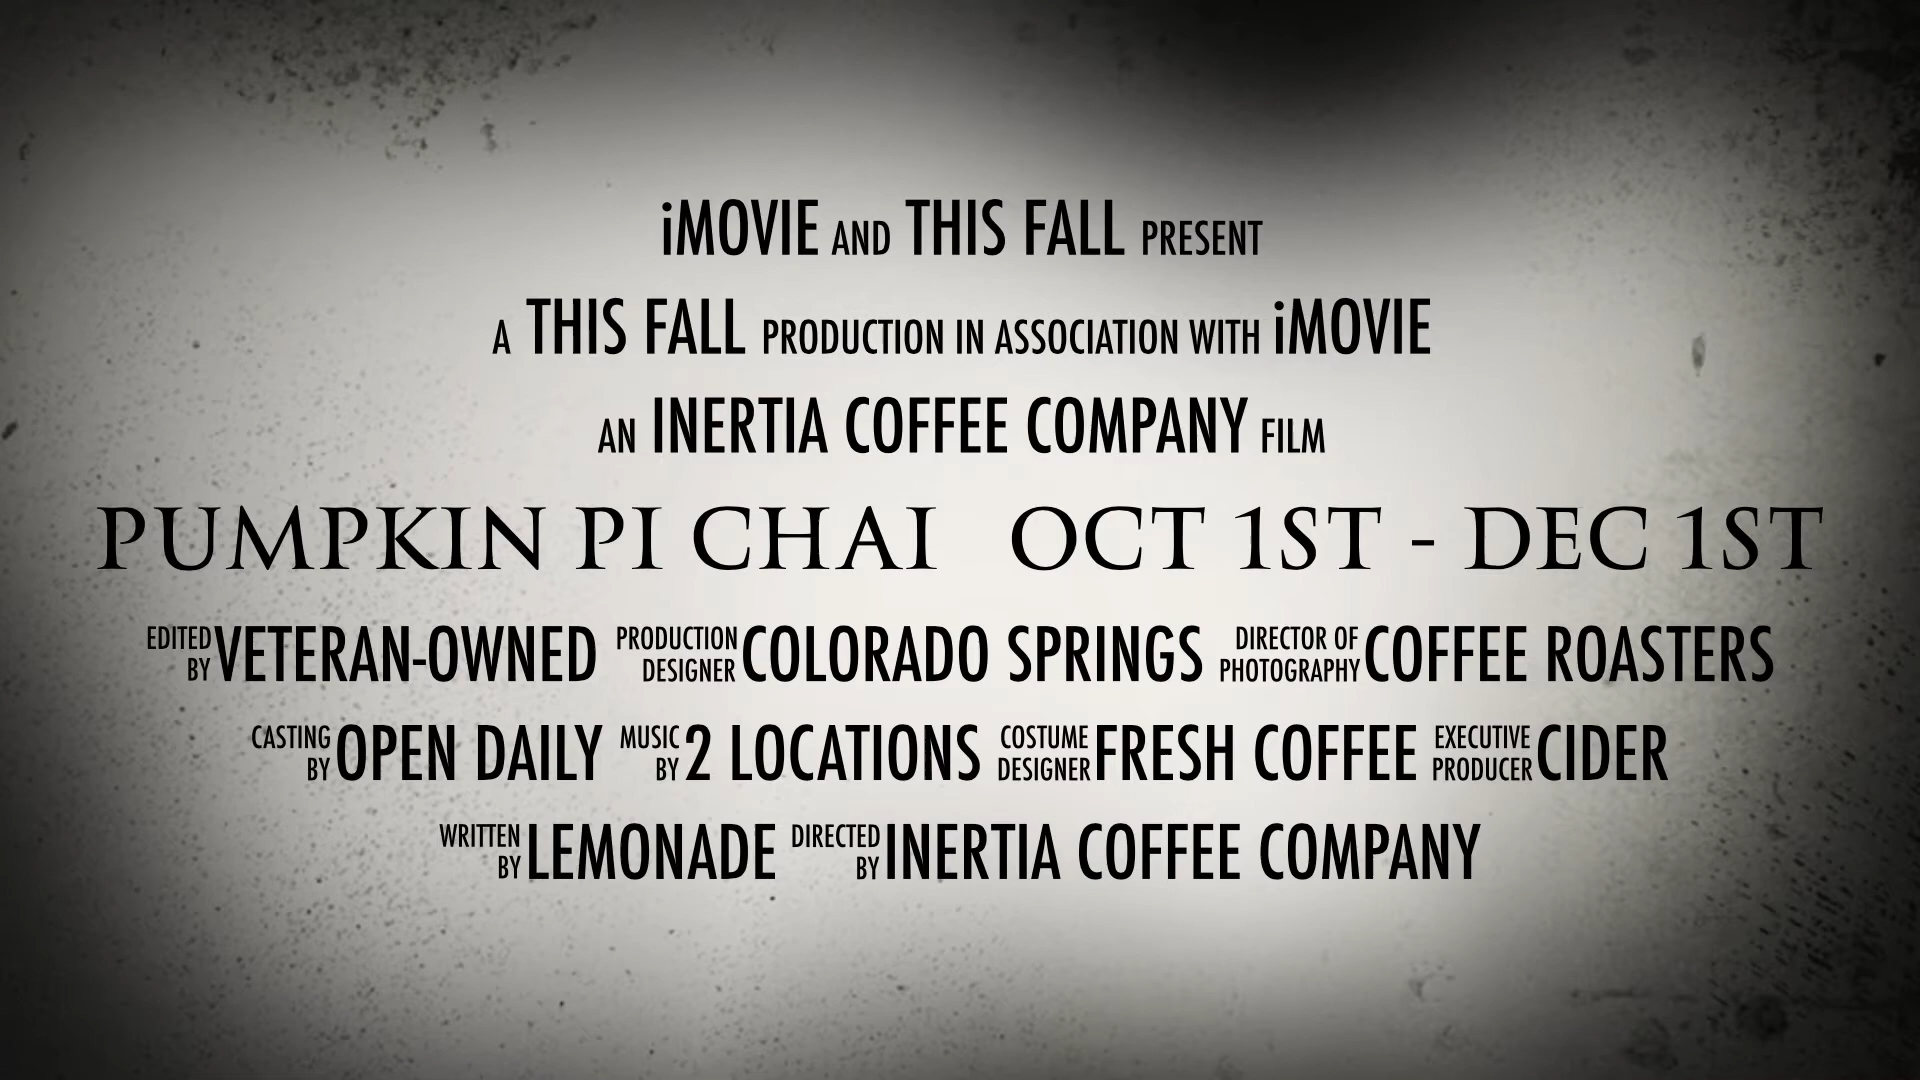 iMOVIE AND THIS FALL PRESENT
A THIS FALL PRODUCTION IN ASSOCIATION WITH iMOVIE
AN INERTIA COFFEE COMPANY FILM
PUMPKIN PI CHAI OCT 1ST - DEC 1ST
EDITED BY VETERAN-OWNED PRODUCTION DESIGNER COLORADO SPRINGS DIRECTOR OF PHOTOGRAPHY COFFEE ROASTERS
CASTING BY OPEN DAILY MUSIC BY 2 LOCATIONS COSTUME DESIGNER FRESH COFFEE EXECUTIVE PRODUCER CIDER
WRITTEN BY LEMONADE DIRECTED BY INERTIA COFFEE COMPANY